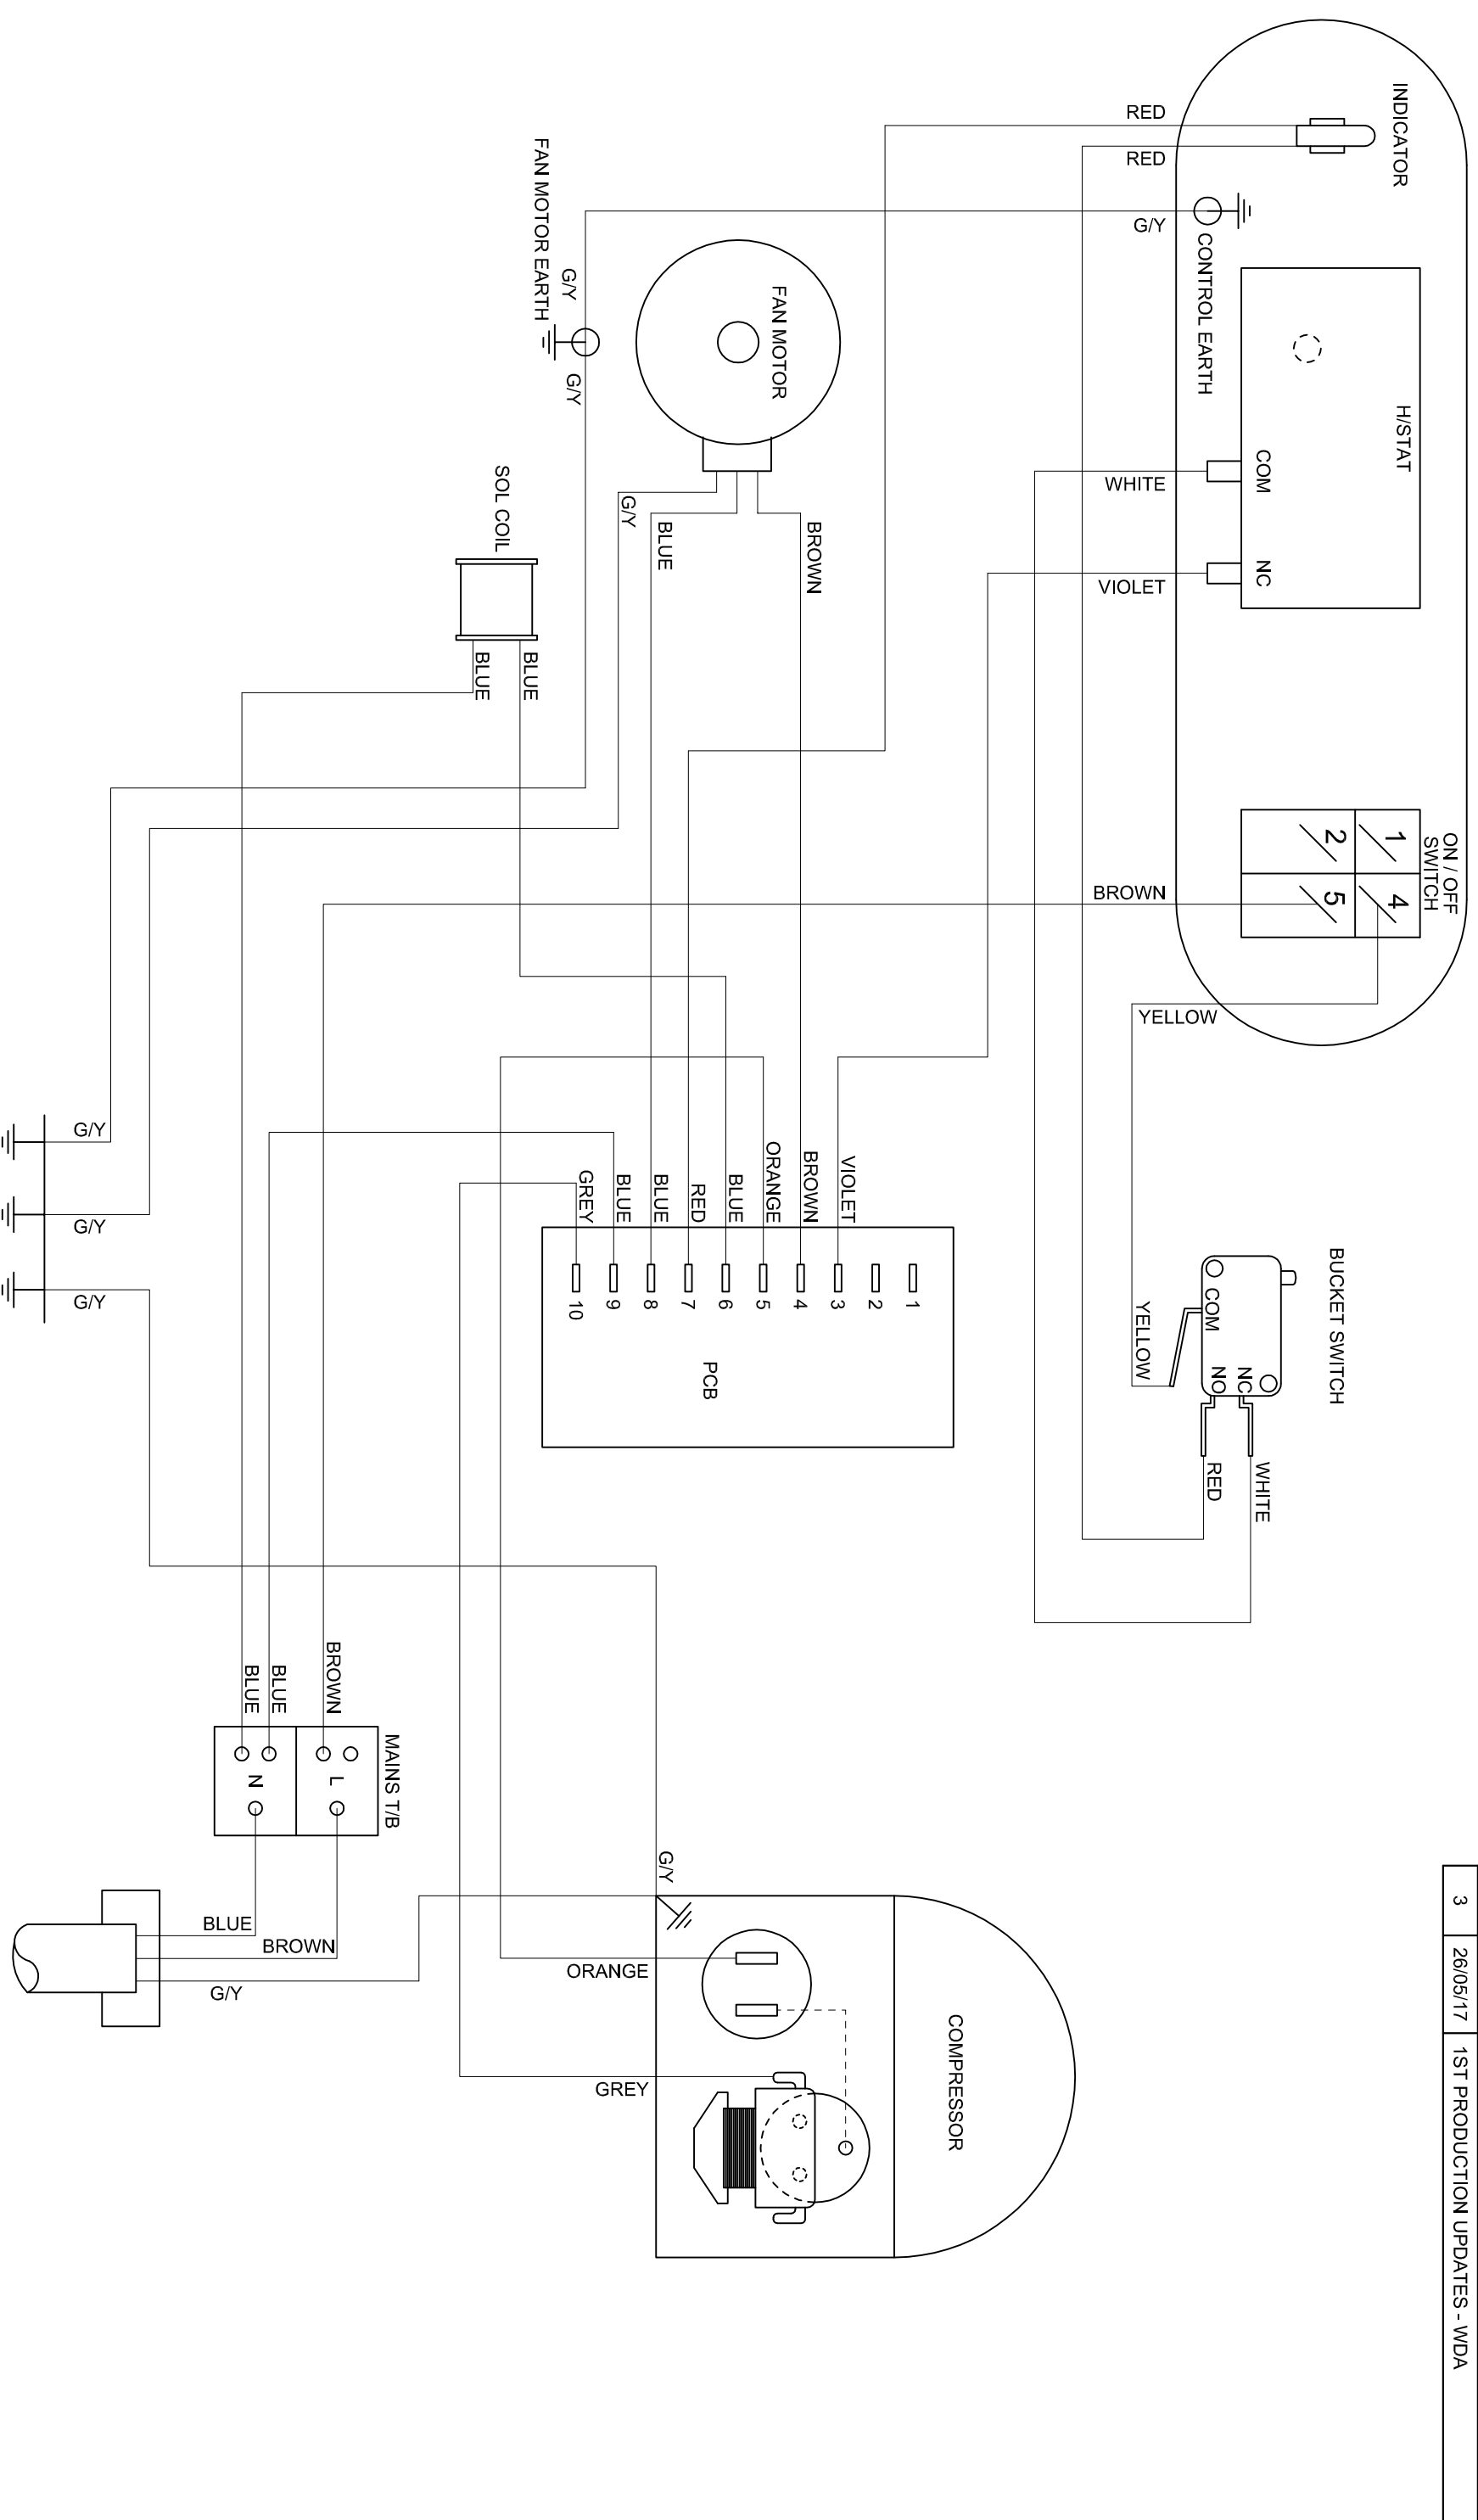 INDICATOR
RED
RED
G/Y
CONTROL EARTH
H/STAT
COM
WHITE
NC
VIOLET
FAN MOTOR EARTH
G/Y
G/Y
FAN MOTOR
G/Y
BLUE
BROWN
SOL COIL
BLUE
BLUE
ON / OFF
SWITCH
1
2
4
5
BROWN
YELLOW
G/Y
G/Y
G/Y
GREY
BLUE
BLUE
RED
BLUE
ORANGE
BROWN
VIOLET
10
9
8
7
6
5
4
3
2
1
PCB
BUCKET SWITCH
COM
NO
NC
YELLOW
RED
WHITE
BLUE
BLUE
BROWN
MAINS T/B
N
L
BLUE
BROWN
G/Y
G/Y
ORANGE
GREY
COMPRESSOR
3 26/05/17 1ST PRODUCTION UPDATES - WDA